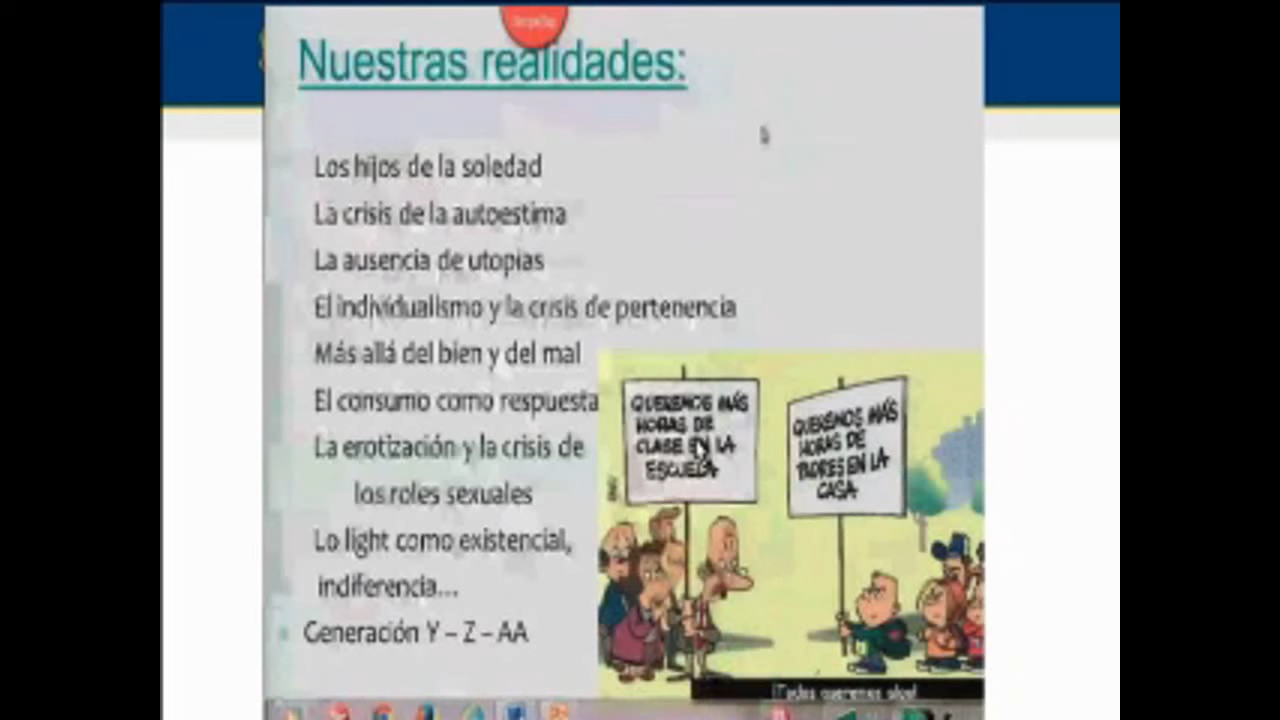 Nuestras realidades:
Los hijos de la soledad
La crisis de la autoestima
La ausencia de utopias
El individualismo y la crisis de pertenencia
Más allá del bien y del mal
El consumo como respuesta
La erotización y la crisis de
los roles sexuales
Lo light como existencial,
indiferencia...
Generación Y – Z – AA
QUEREMOS MÁS
HORAS DE
CLASE EN LA
ESCUELA
QUEREMOS MÁS
HORAS DE
PADRES EN LA
CASA
¡Todos queremos algo!